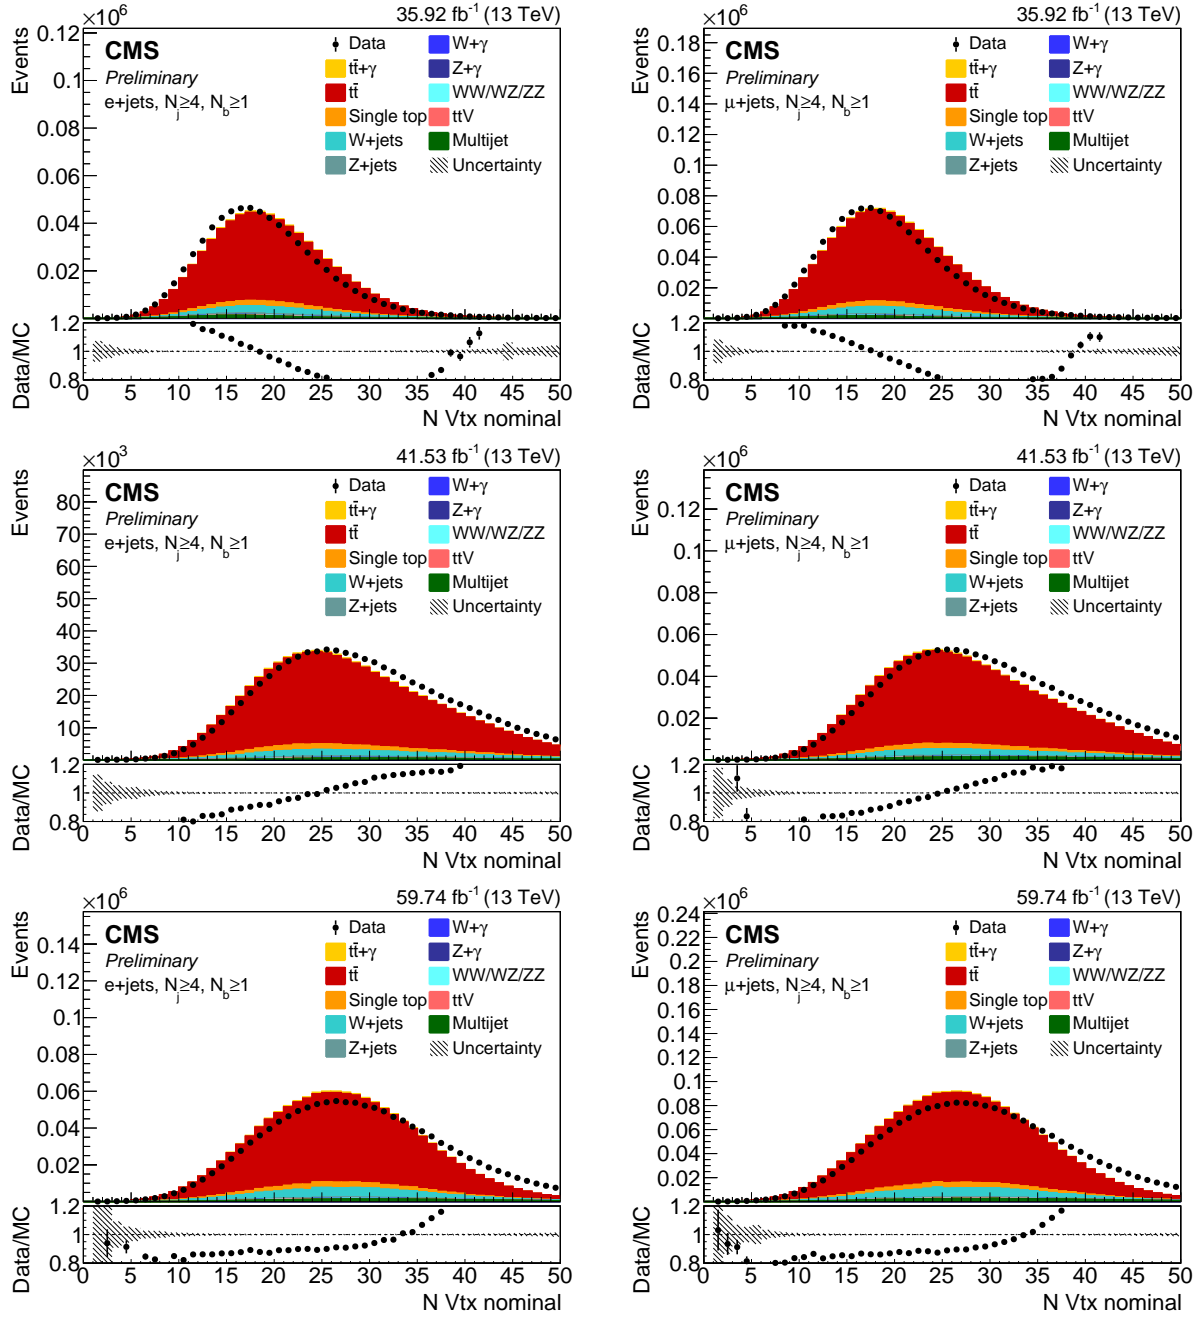 ×10⁶ 35.92 fb⁻¹ (13 TeV)
Events
0.12
0.1
0.08
0.06
0.04
0.02
CMS
Preliminary
e+jets, N_j≥4, N_b≥1
Data
tt̄+γ
tt̄
Single top
W+jets
Z+jets
W+γ
Z+γ
WW/WZ/ZZ
ttV
Multijet
Uncertainty
Data/MC
1.2
1
0.8
0 5 10 15 20 25 30 35 40 45 50
N Vtx nominal
×10⁶ 35.92 fb⁻¹ (13 TeV)
Events
0.18
0.16
0.14
0.12
0.1
0.08
0.06
0.04
0.02
0
CMS
Preliminary
μ+jets, N_j≥4, N_b≥1
Data
tt̄+γ
tt̄
Single top
W+jets
Z+jets
W+γ
Z+γ
WW/WZ/ZZ
ttV
Multijet
Uncertainty
Data/MC
1.2
1
0.8
0 5 10 15 20 25 30 35 40 45 50
N Vtx nominal
×10³ 41.53 fb⁻¹ (13 TeV)
Events
80
70
60
50
40
30
20
10
CMS
Preliminary
e+jets, N_j≥4, N_b≥1
Data
tt̄+γ
tt̄
Single top
W+jets
Z+jets
W+γ
Z+γ
WW/WZ/ZZ
ttV
Multijet
Uncertainty
Data/MC
1.2
1
0.8
0 5 10 15 20 25 30 35 40 45 50
N Vtx nominal
×10⁶ 41.53 fb⁻¹ (13 TeV)
Events
0.12
0.1
0.08
0.06
0.04
0.02
CMS
Preliminary
μ+jets, N_j≥4, N_b≥1
Data
tt̄+γ
tt̄
Single top
W+jets
Z+jets
W+γ
Z+γ
WW/WZ/ZZ
ttV
Multijet
Uncertainty
Data/MC
1.2
1
0.8
0 5 10 15 20 25 30 35 40 45 50
N Vtx nominal
×10⁶ 59.74 fb⁻¹ (13 TeV)
Events
0.14
0.12
0.1
0.08
0.06
0.04
0.02
CMS
Preliminary
e+jets, N_j≥4, N_b≥1
Data
tt̄+γ
tt̄
Single top
W+jets
Z+jets
W+γ
Z+γ
WW/WZ/ZZ
ttV
Multijet
Uncertainty
Data/MC
1.2
1
0.8
0 5 10 15 20 25 30 35 40 45 50
N Vtx nominal
×10⁶ 59.74 fb⁻¹ (13 TeV)
Events
0.24
0.22
0.2
0.18
0.16
0.14
0.12
0.1
0.08
0.06
0.04
0.02
0
CMS
Preliminary
μ+jets, N_j≥4, N_b≥1
Data
tt̄+γ
tt̄
Single top
W+jets
Z+jets
W+γ
Z+γ
WW/WZ/ZZ
ttV
Multijet
Uncertainty
Data/MC
1.2
1
0.8
0 5 10 15 20 25 30 35 40 45 50
N Vtx nominal